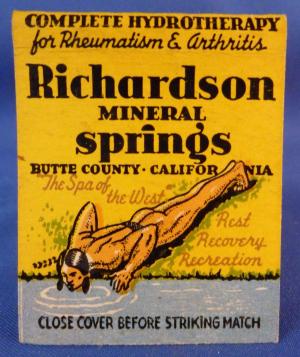 COMPLETE HYDROTHERAPY
for Rheumatism & Arthritis
Richardson
MINERAL
springs
BUTTE COUNTY · CALIFORNIA
"The Spa of
the West"
Rest
Recovery
Recreation
CLOSE COVER BEFORE STRIKING MATCH